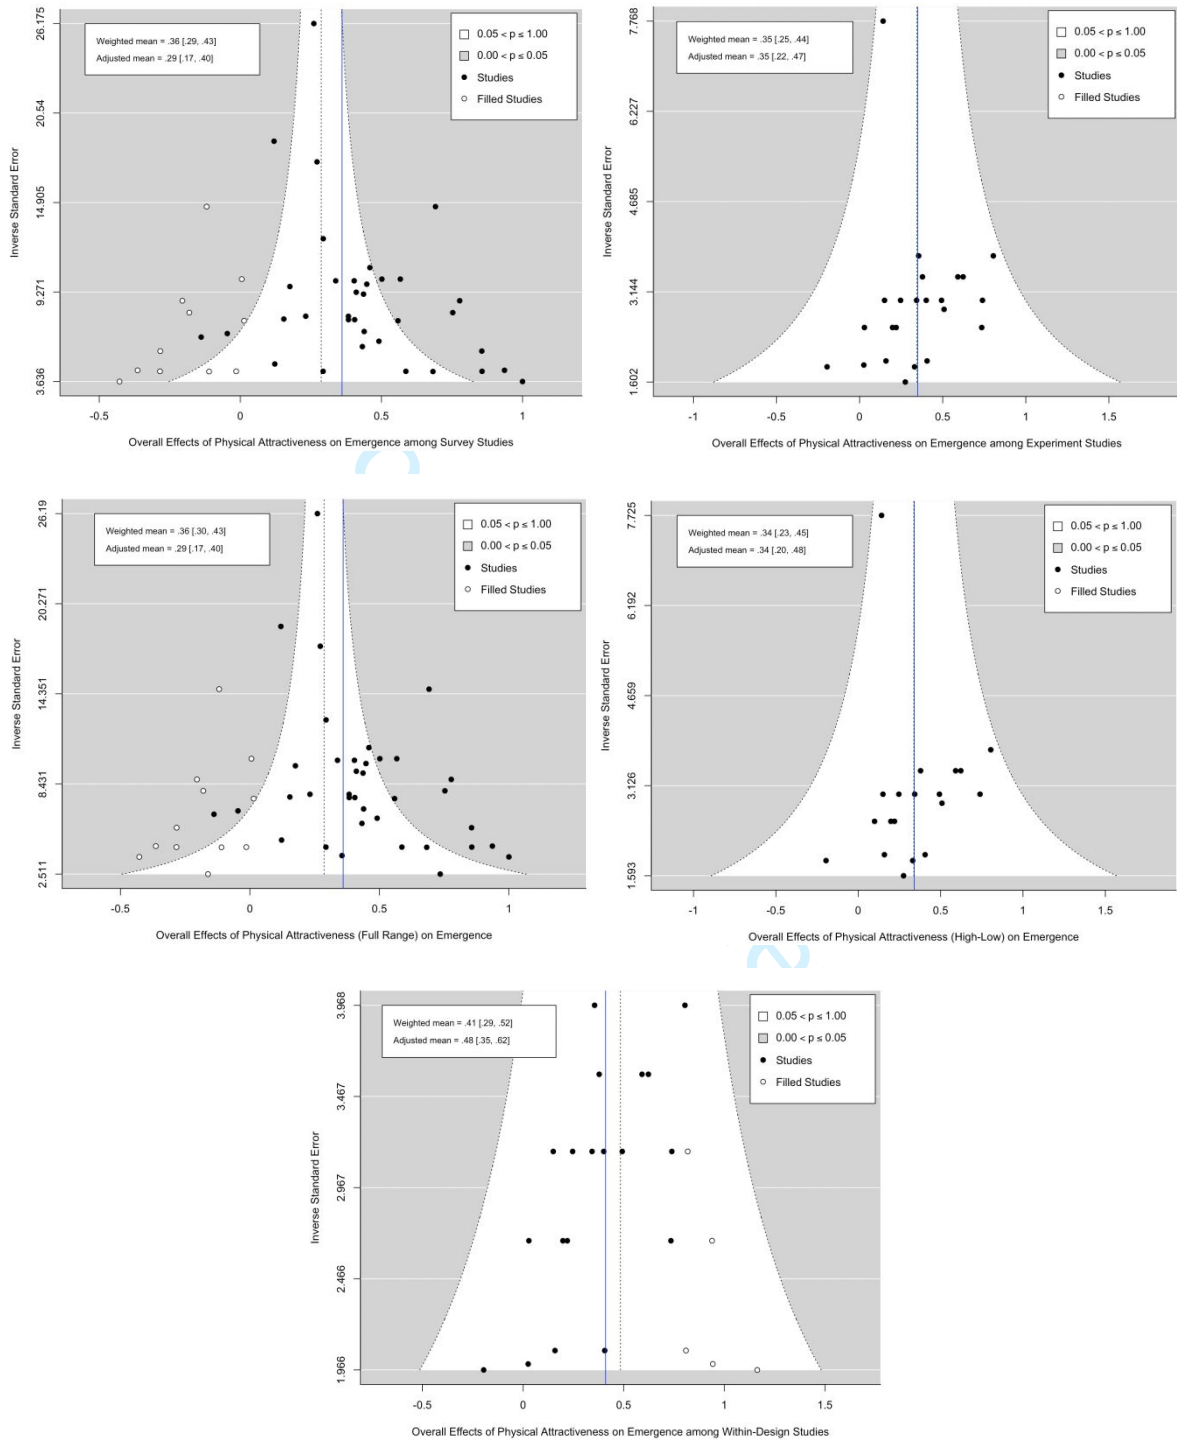 Weighted mean = .36 [.29, .43]
Adjusted mean = .29 [.17, .40]
0.05 < p ≤ 1.00
0.00 < p ≤ 0.05
Studies
Filled Studies
26.175
20.54
14.905
9.271
3.636
Inverse Standard Error
-0.5
0
0.5
1
Overall Effects of Physical Attractiveness on Emergence among Survey Studies
Weighted mean = .35 [.25, .44]
Adjusted mean = .35 [.22, .47]
0.05 < p ≤ 1.00
0.00 < p ≤ 0.05
Studies
Filled Studies
7.768
6.227
4.685
3.144
1.602
Inverse Standard Error
-1
-0.5
0
0.5
1
1.5
Overall Effects of Physical Attractiveness on Emergence among Experiment Studies
Weighted mean = .36 [.30, .43]
Adjusted mean = .29 [.17, .40]
0.05 < p ≤ 1.00
0.00 < p ≤ 0.05
Studies
Filled Studies
26.19
20.271
14.351
8.431
2.511
Inverse Standard Error
-0.5
0
0.5
1
Overall Effects of Physical Attractiveness (Full Range) on Emergence
Weighted mean = .34 [.23, .45]
Adjusted mean = .34 [.20, .48]
0.05 < p ≤ 1.00
0.00 < p ≤ 0.05
Studies
Filled Studies
7.725
6.192
4.659
3.126
1.593
Inverse Standard Error
-1
-0.5
0
0.5
1
1.5
Overall Effects of Physical Attractiveness (High-Low) on Emergence
Weighted mean = .41 [.29, .52]
Adjusted mean = .48 [.35, .62]
0.05 < p ≤ 1.00
0.00 < p ≤ 0.05
Studies
Filled Studies
3.968
3.467
2.967
2.466
1.966
Inverse Standard Error
-0.5
0
0.5
1
1.5
Overall Effects of Physical Attractiveness on Emergence among Within-Design Studies